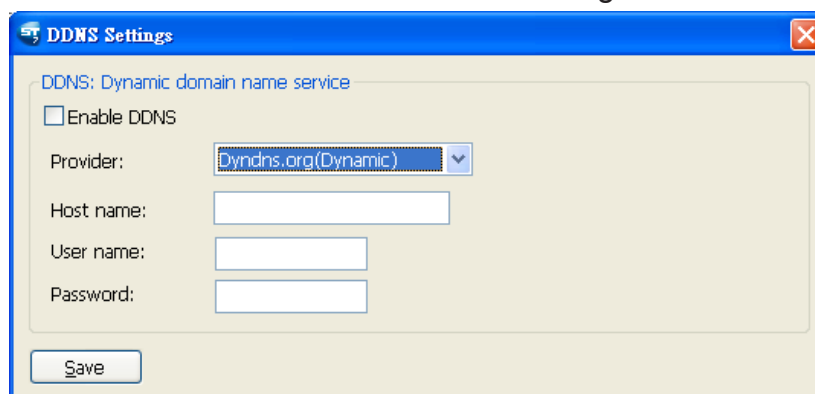 DDNS Settings
DDNS: Dynamic domain name service
Enable DDNS
Provider: Dyndns.org(Dynamic)
Host name:
User name:
Password:
Save